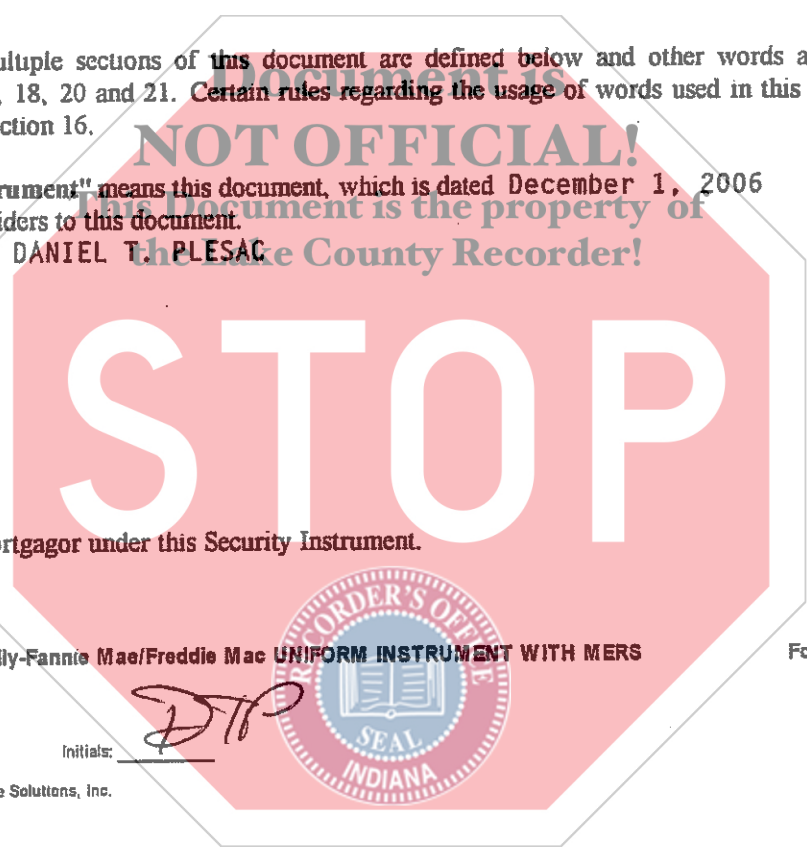 ultiple sections of this document are defined below and other words a
Document is
, 18, 20 and 21. Certain rules regarding the usage of words used in this
ction 16.
NOT OFFICIAL!
rument" means this document, which is dated December 1, 2006
This Document is the property of
iders to this document.
DANIEL T. PLESAC
the Lake County Recorder!
STOP
ortgagor under this Security Instrument.
RECORDER'S OFFICE
ily-Fannie Mae/Freddie Mac UNIFORM INSTRUMENT WITH MERS
Fo
DTP
Initials:
SEAL
INDIANA
e Solutions, Inc.